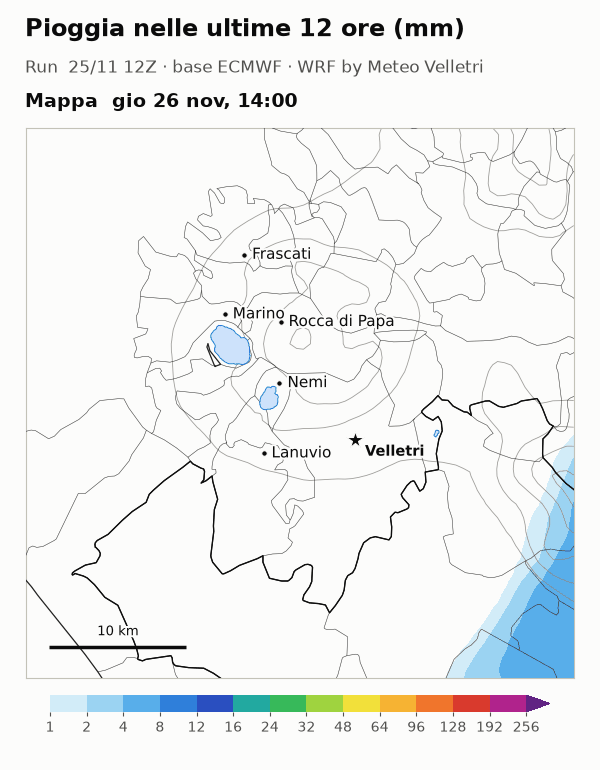 Pioggia nelle ultime 12 ore (mm)
Run  25/11 12Z · base ECMWF · WRF by Meteo Velletri
Mappa  gio 26 nov, 14:00
Frascati
Marino
Rocca di Papa
Nemi
Velletri
Lanuvio
10 km
1 2 4 8 12 16 24 32 48 64 96 128 192 256